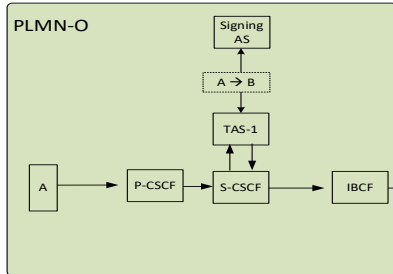 PLMN-O
Signing
AS
A → B
TAS-1
A
P-CSCF
S-CSCF
IBCF